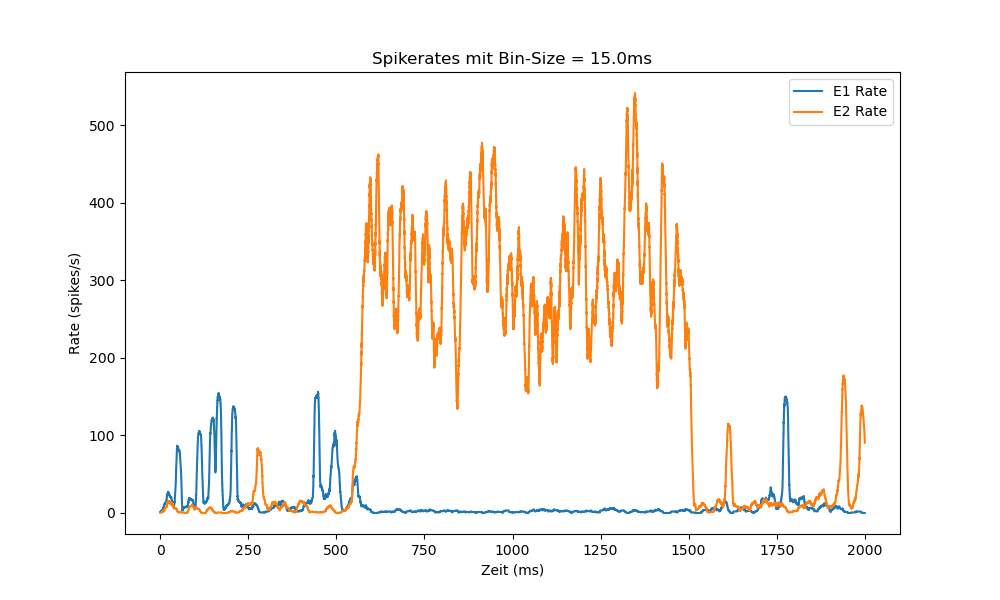 Spikerates mit Bin-Size = 15.0ms
E1 Rate
E2 Rate
Rate (spikes/s)
500
400
300
200
100
0
0 250 500 750 1000 1250 1500 1750 2000
Zeit (ms)